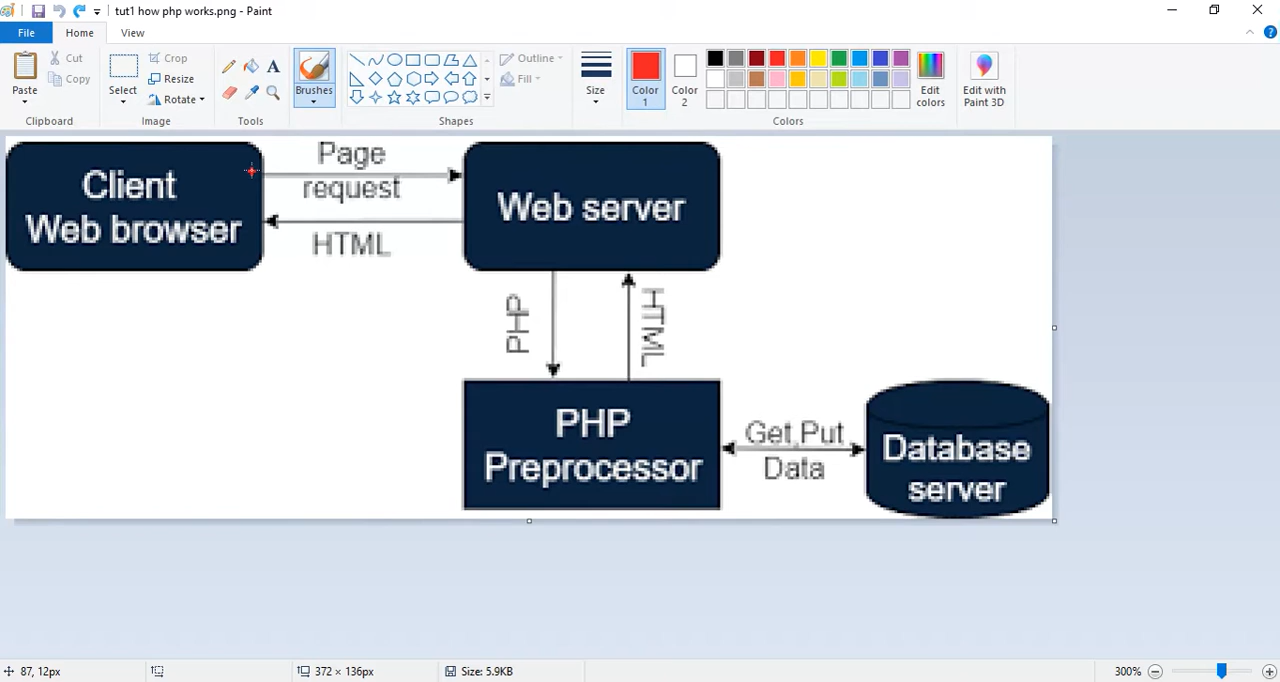 tut1 how php works.png - Paint
File Home View
Paste
Cut
Copy
Clipboard
Select
Crop
Resize
Rotate
Image
Tools
Brushes
Shapes
Outline
Fill
Size
Color 1
Color 2
Colors
Edit colors
Edit with Paint 3D
Client
Web browser
Page
request
HTML
Web server
PHP
HTML
PHP
Preprocessor
Get,Put
Data
Database
server
87, 12px
372 × 136px
Size: 5.9KB
300%